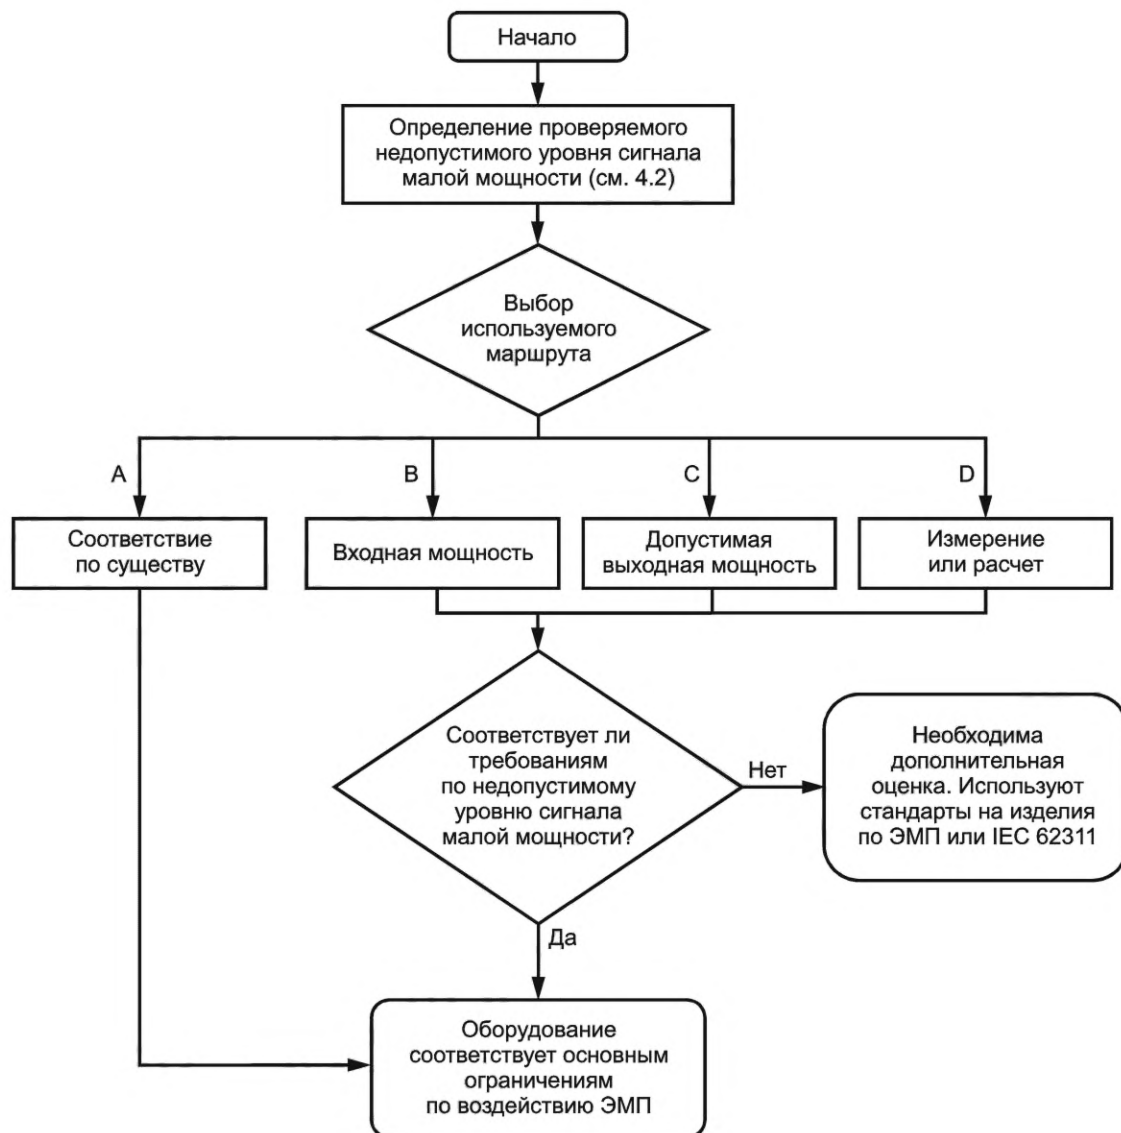 Начало
Определение проверяемого
недопустимого уровня сигнала
малой мощности (см. 4.2)
Выбор
используемого
маршрута
A
B
C
D
Соответствие
по существу
Входная мощность
Допустимая
выходная мощность
Измерение
или расчет
Соответствует ли
требованиям
по недопустимому
уровню сигнала
малой мощности?
Нет
Необходима
дополнительная
оценка. Используют
стандарты на изделия
по ЭМП или IEC 62311
Да
Оборудование
соответствует основным
ограничениям
по воздействию ЭМП